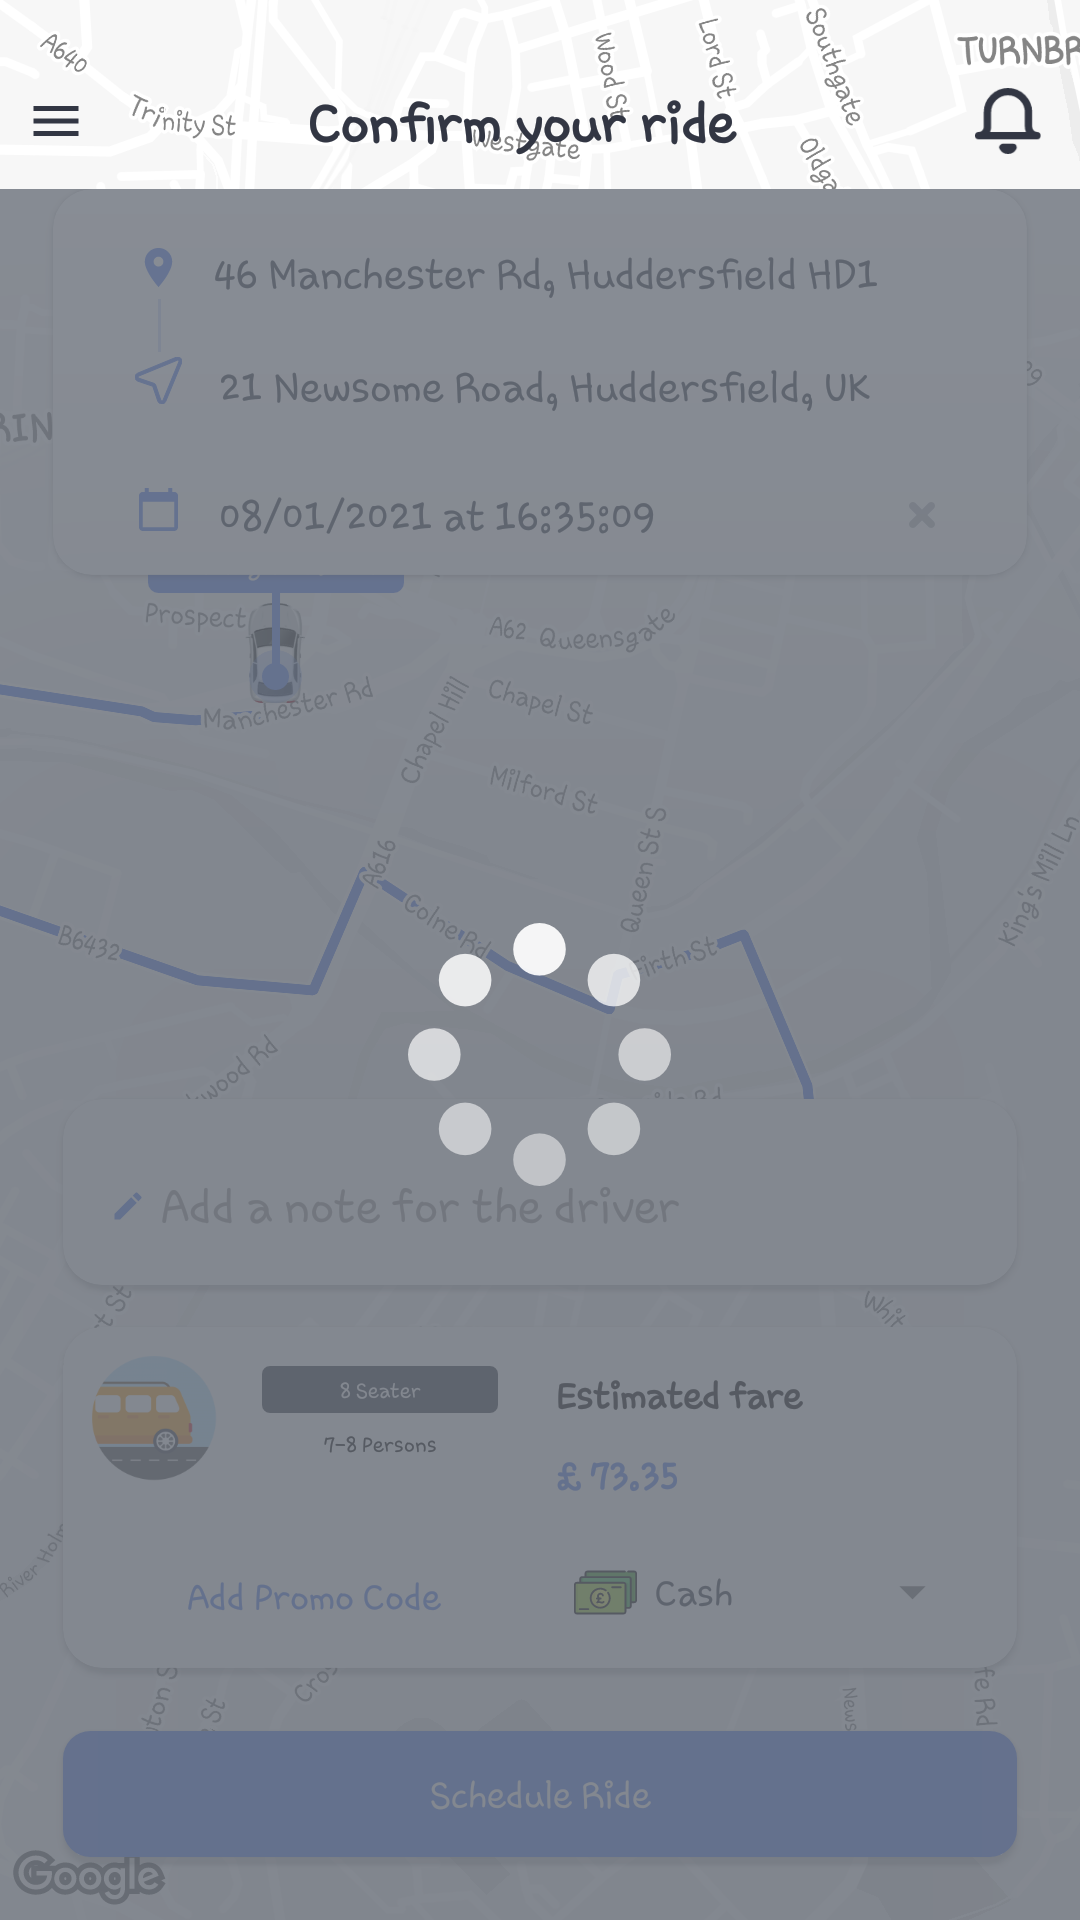 A640
Wood St
Lord St
Southgate
TURNBR
Trinity St
Confirm your ride
Westgate
Oldga
46 Manchester Rd, Huddersfield HD1
21 Newsome Road, Huddersfield, UK
RIN
08/01/2021 at 16:35:09
Prospect
A62 Queensgate
Manchester Rd
Chapel Hill
Chapel St
Milford St
Queen St S
King's Mill Ln
A616
Colne Rd
B6432
Firth St
kwood Rd
Add a note for the driver
t St
Whit
8 Seater
Estimated fare
7-8 Persons
£ 73.35
River Holm
Add Promo Code
Cash
Cros
News
fe Rd
Schedule Ride
Google